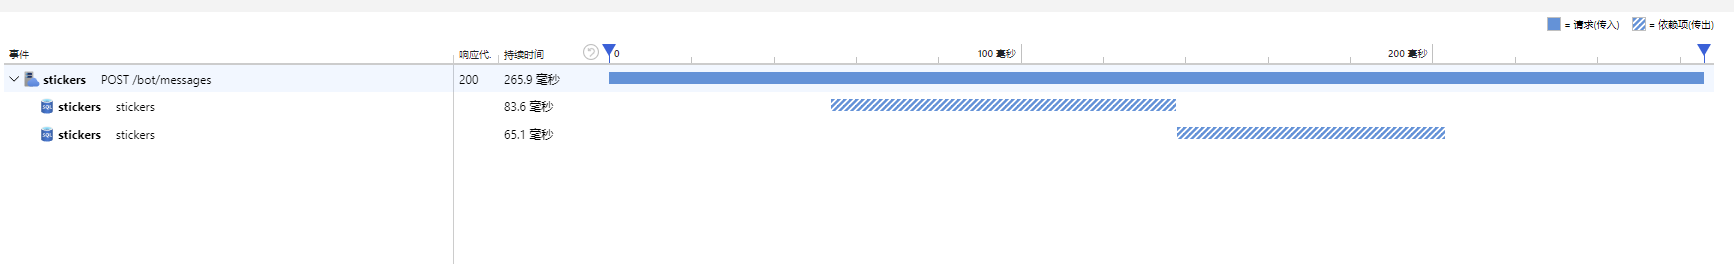 = 请求(传入) = 依赖项(传出)
事件 响应代. 持续时间 0 100 毫秒 200 毫秒
stickers POST /bot/messages 200 265.9 毫秒
SQL stickers stickers 83.6 毫秒
SQL stickers stickers 65.1 毫秒